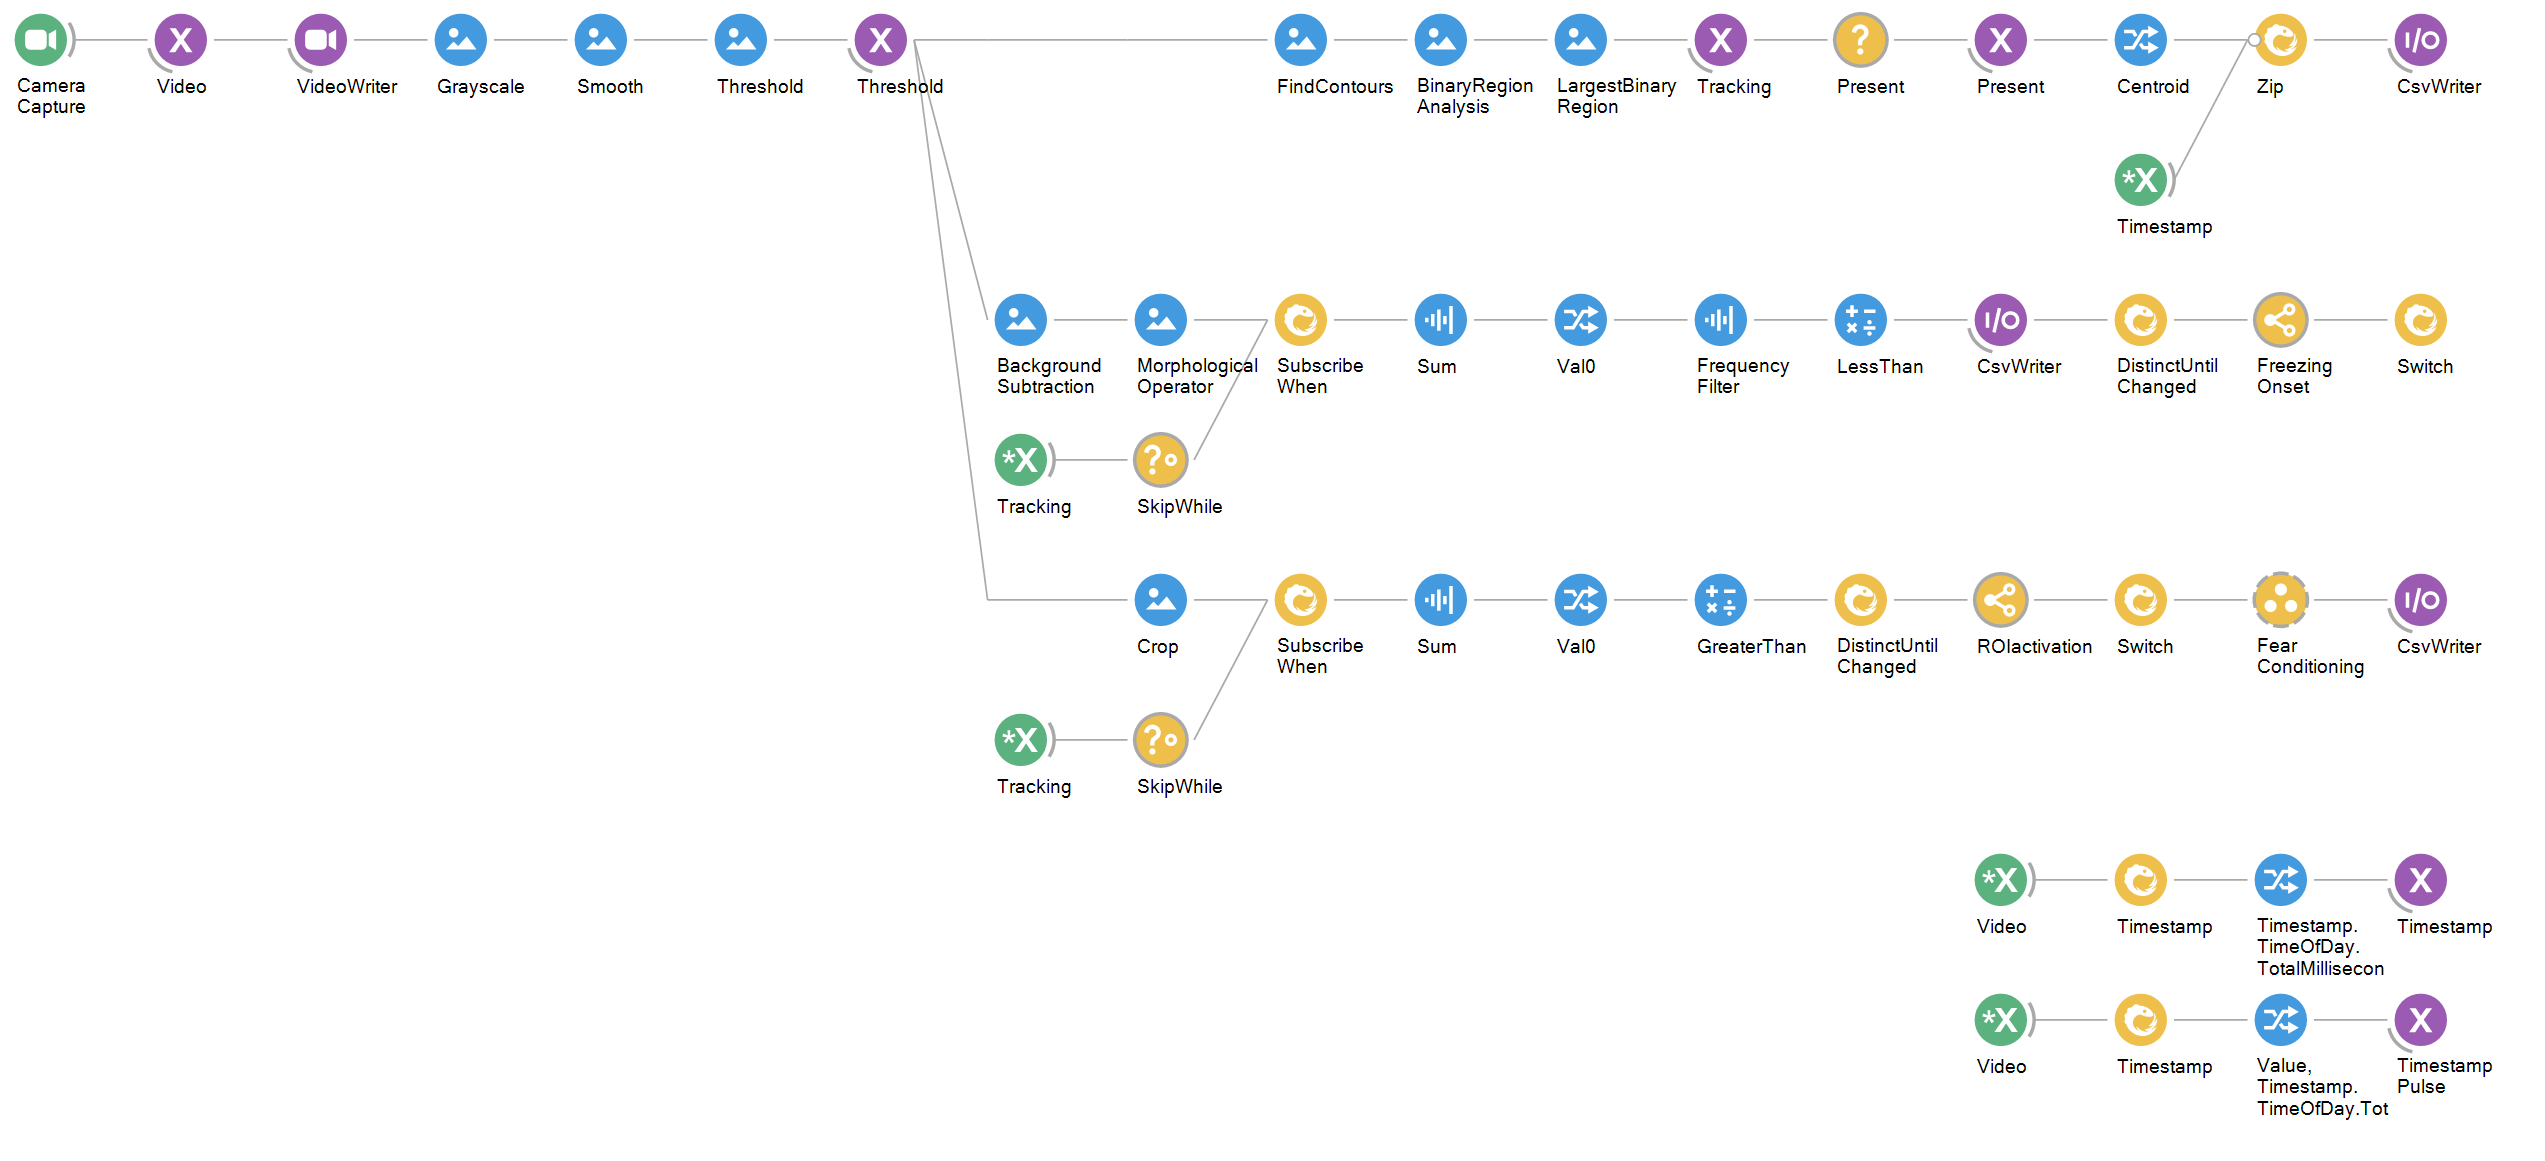 Camera
Capture
Video
VideoWriter
Grayscale
Smooth
Threshold
Threshold
FindContours
BinaryRegion
Analysis
LargestBinary
Region
Tracking
Present
Present
Centroid
Zip
CsvWriter
*X
Timestamp
Background
Subtraction
Morphological
Operator
Subscribe
When
Sum
Val0
Frequency
Filter
LessThan
CsvWriter
DistinctUntil
Changed
Freezing
Onset
Switch
Tracking
SkipWhile
Crop
Subscribe
When
Sum
Val0
GreaterThan
DistinctUntil
Changed
ROIactivation
Switch
Fear
Conditioning
CsvWriter
Tracking
SkipWhile
Video
Timestamp
Timestamp.
TimeOfDay.
TotalMillisecon
Timestamp
Video
Timestamp
Value,
Timestamp.
TimeOfDay.Tot
Timestamp
Pulse